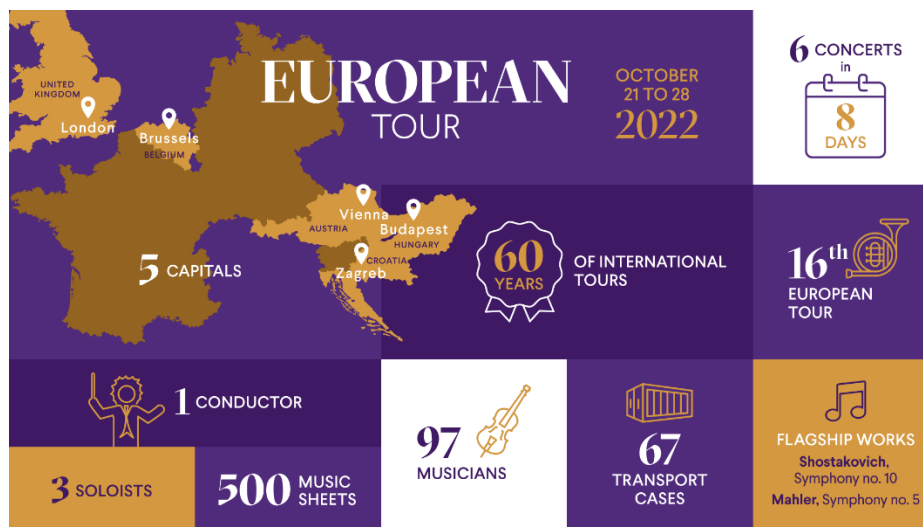 EUROPEAN
TOUR
OCTOBER
21 TO 28
2022
6 CONCERTS
in
8
DAYS
UNITED
KINGDOM
London
Brussels
BELGIUM
Vienna
AUSTRIA
Budapest
HUNGARY
CROATIA
Zagreb
5 CAPITALS
60
YEARS
OF INTERNATIONAL
TOURS
16th
EUROPEAN
TOUR
1 CONDUCTOR
3 SOLOISTS
500 MUSIC
SHEETS
97
MUSICIANS
67
TRANSPORT
CASES
FLAGSHIP WORKS
Shostakovich,
Symphony no. 10
Mahler, Symphony no. 5